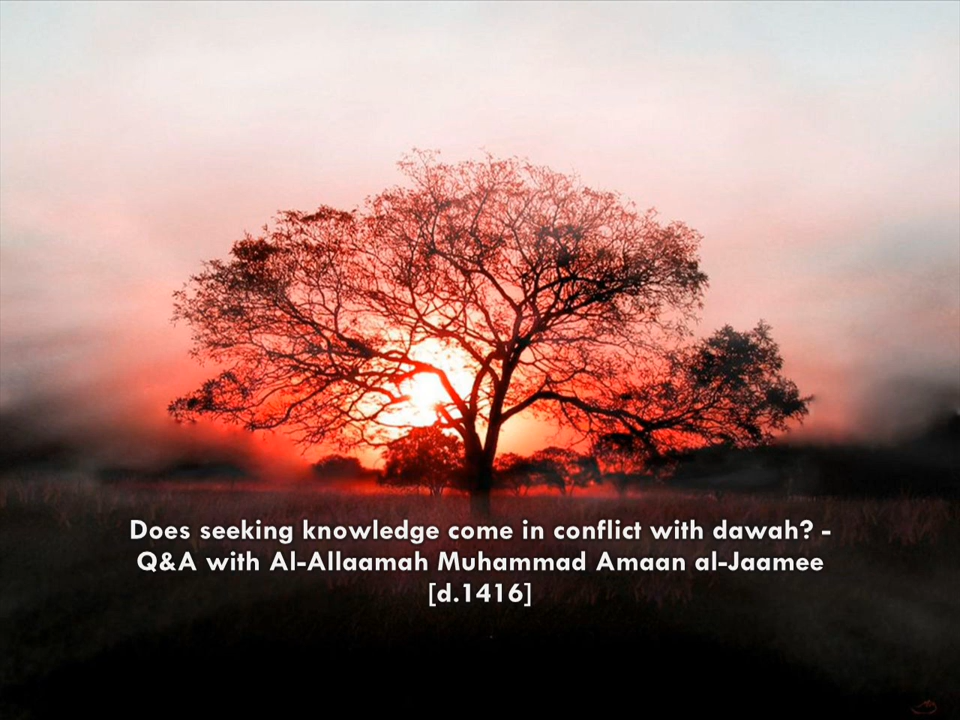 Does seeking knowledge come in conflict with dawah? -
Q&A with Al-Allaamah Muhammad Amaan al-Jaamee
[d.1416]